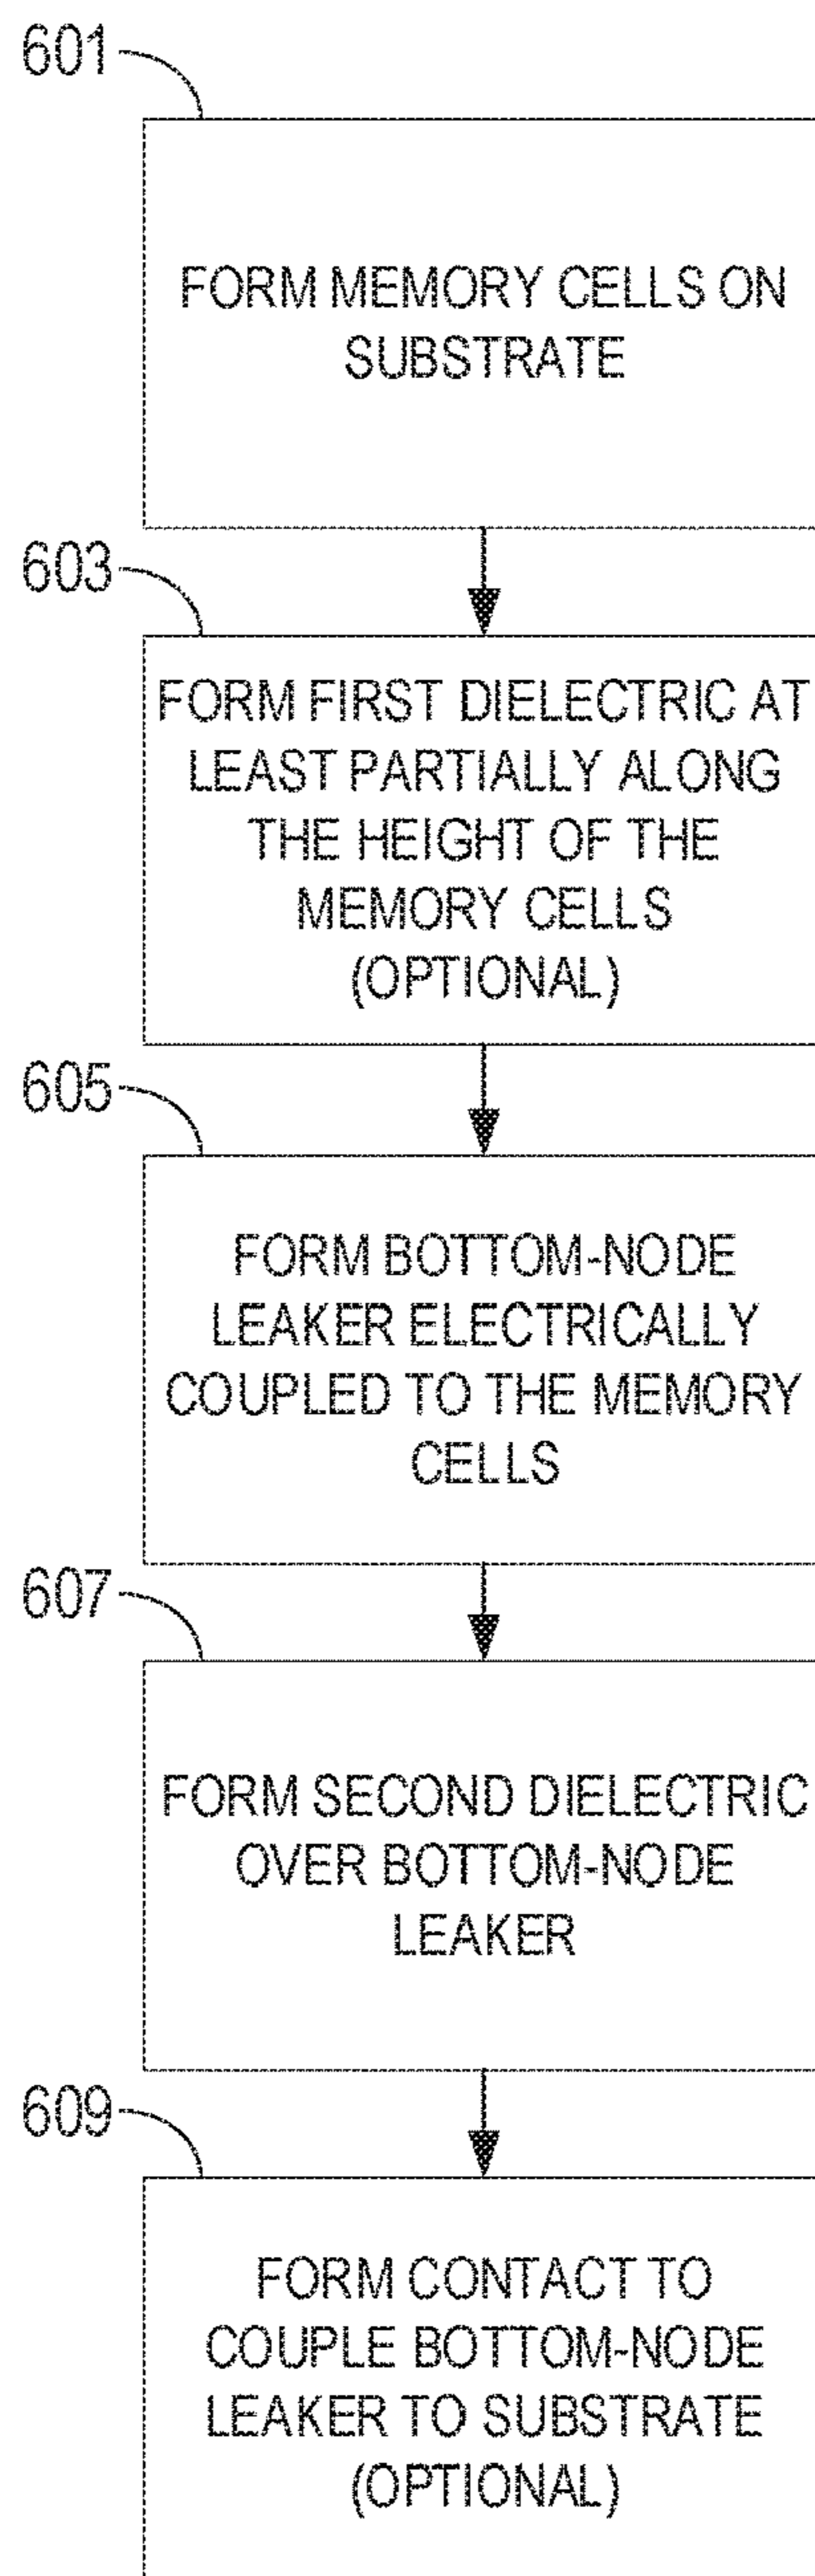 601
FORM MEMORY CELLS ON
SUBSTRATE
603
FORM FIRST DIELECTRIC AT
LEAST PARTIALLY ALONG
THE HEIGHT OF THE
MEMORY CELLS
(OPTIONAL)
605
FORM BOTTOM-NODE
LEAKER ELECTRICALLY
COUPLED TO THE MEMORY
CELLS
607
FORM SECOND DIELECTRIC
OVER BOTTOM-NODE
LEAKER
609
FORM CONTACT TO
COUPLE BOTTOM-NODE
LEAKER TO SUBSTRATE
(OPTIONAL)